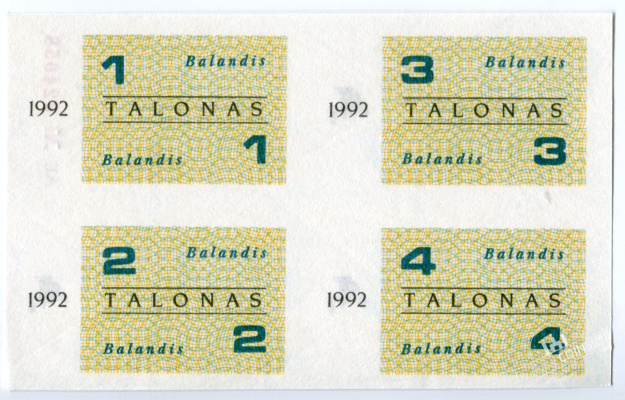 1 Balandis
1992 TALONAS
Balandis 1
3 Balandis
1992 TALONAS
Balandis 3
2 Balandis
1992 TALONAS
Balandis 2
4 Balandis
1992 TALONAS
Balandis 4